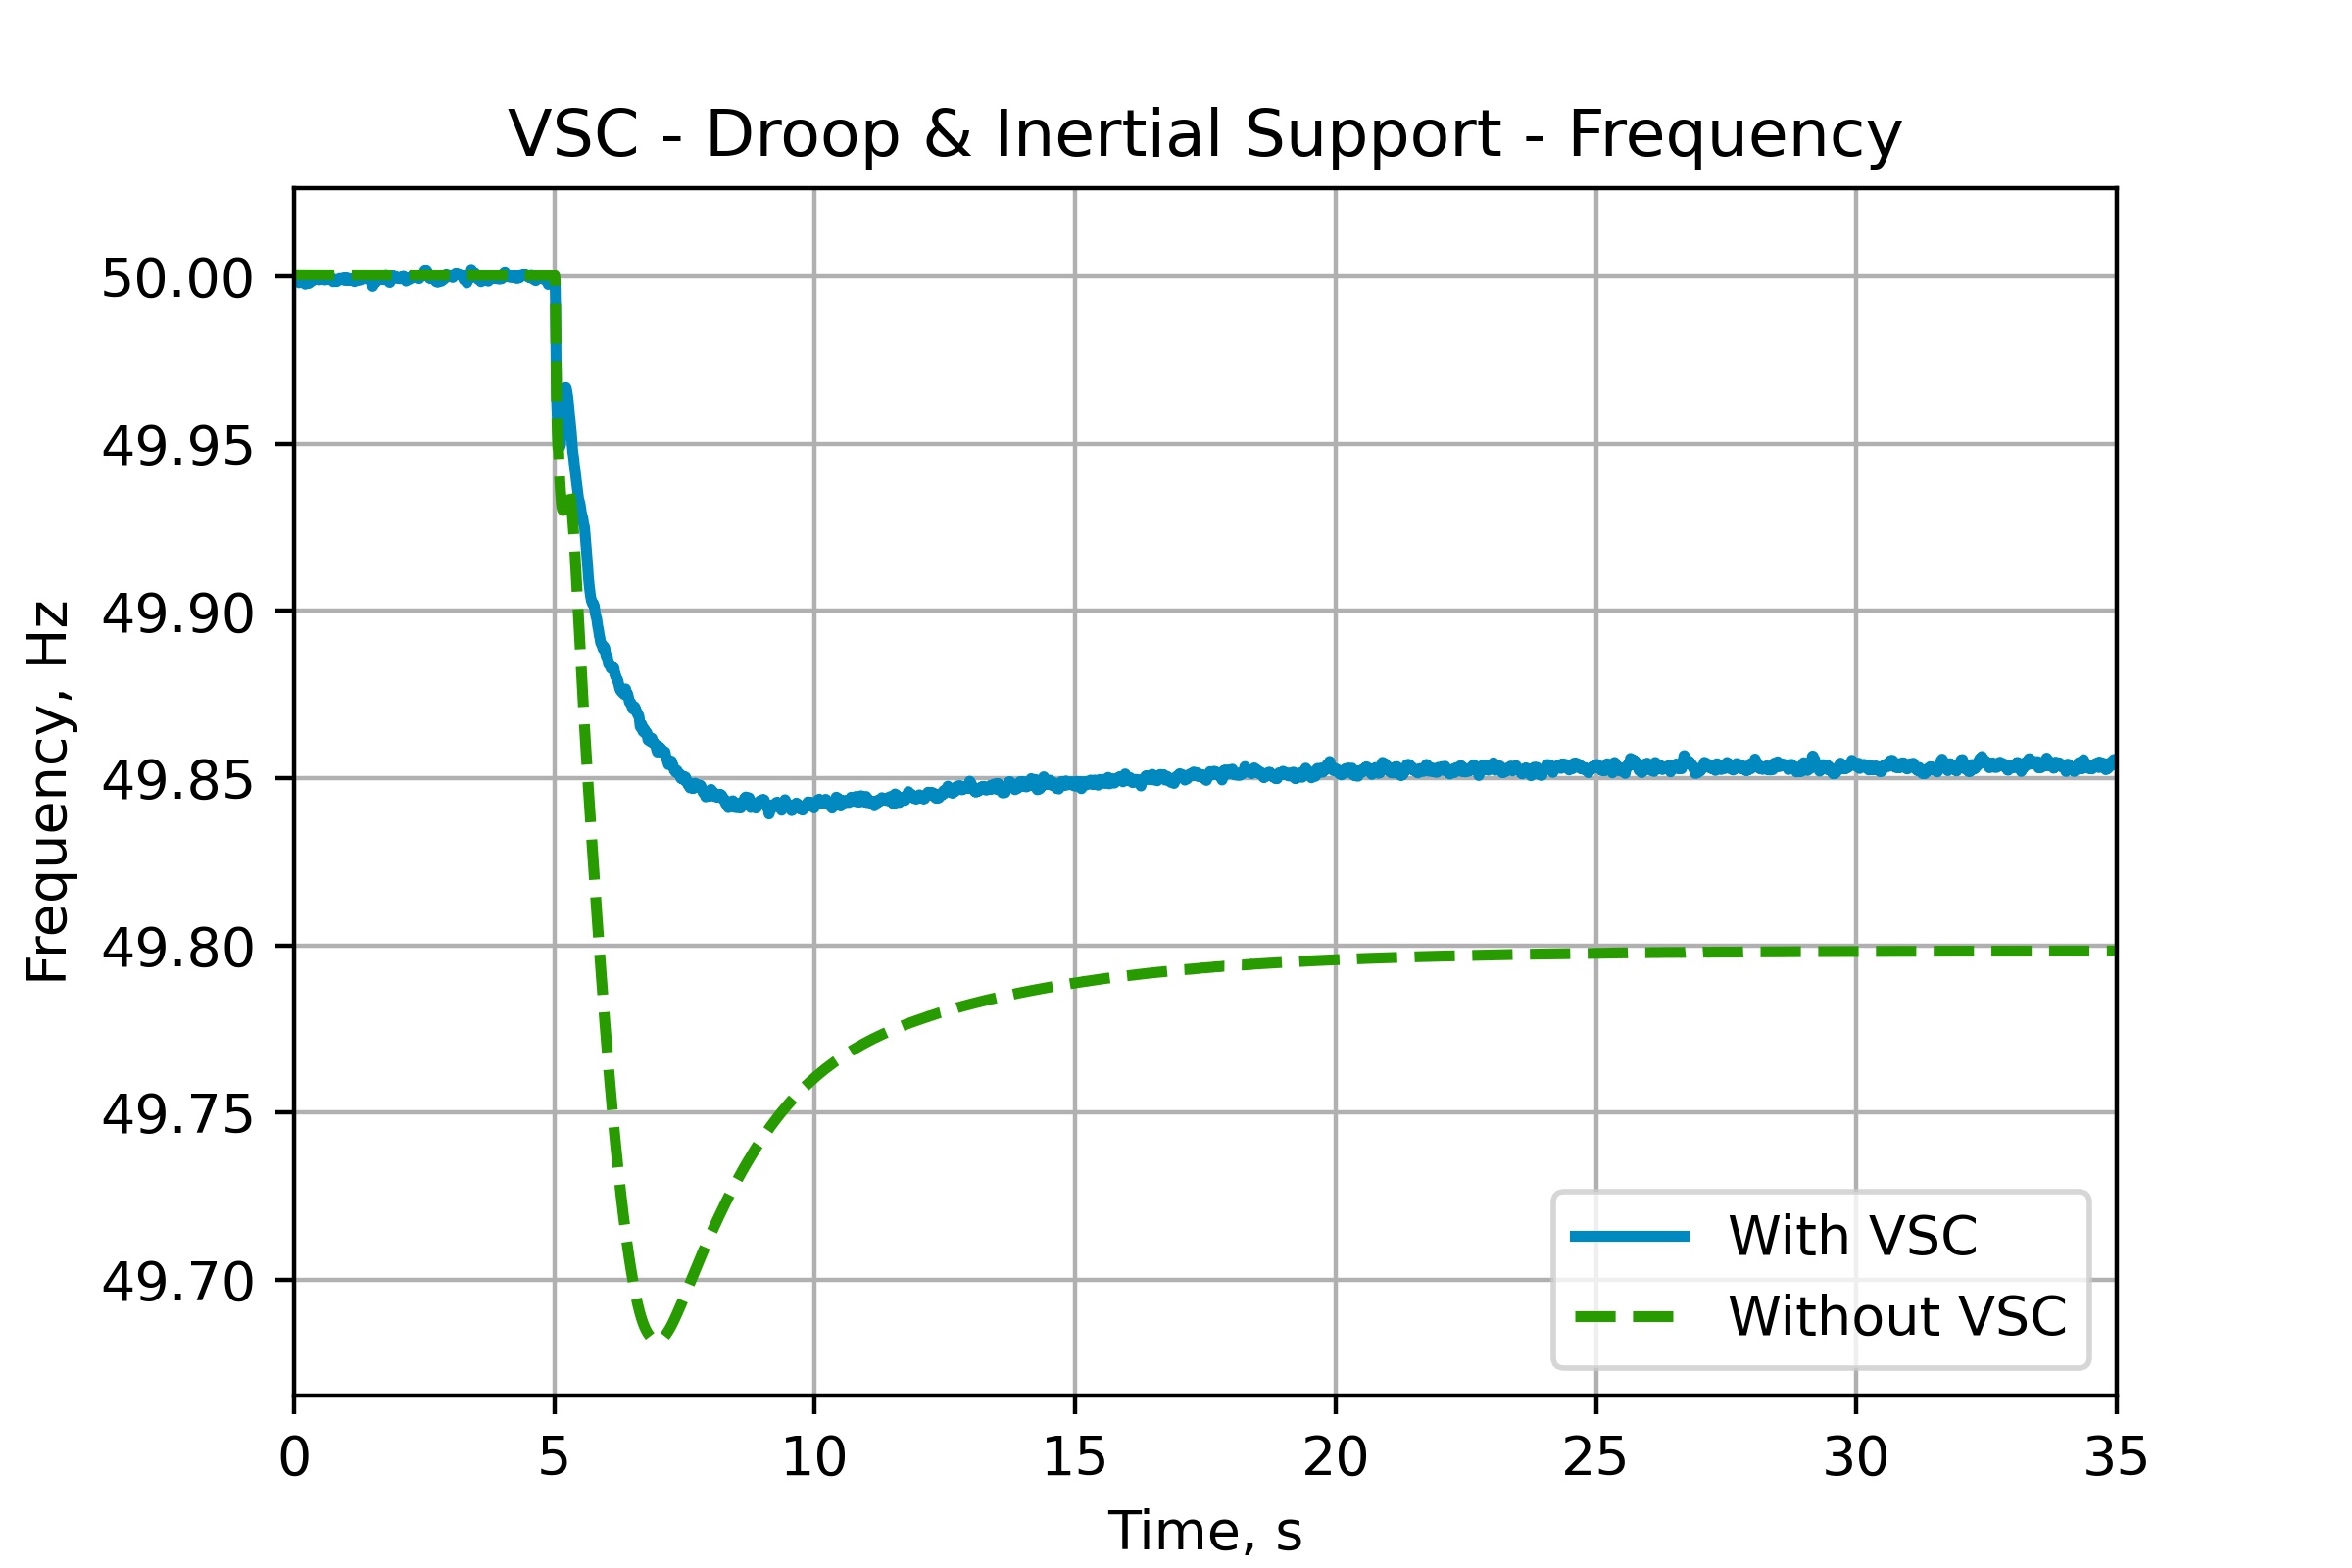 VSC - Droop & Inertial Support - Frequency
50.00
49.95
49.90
49.85
49.80
49.75
49.70
Frequency, Hz
With VSC
Without VSC
0 5 10 15 20 25 30 35
Time, s